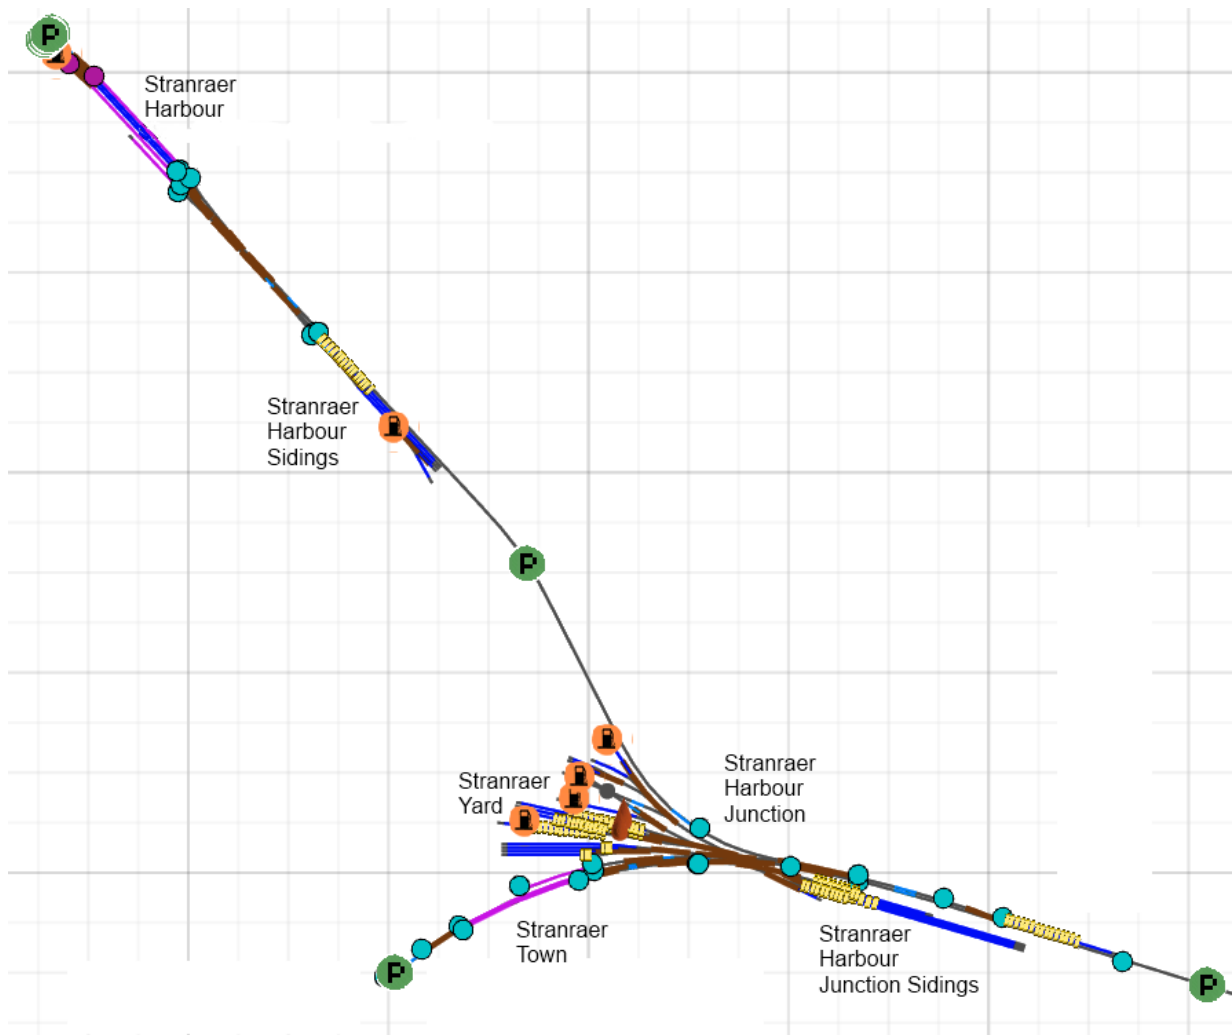 P
Stranraer
Harbour
Stranraer
Harbour
Sidings
P
Stranraer
Yard
Stranraer
Harbour
Junction
Stranraer
Town
Stranraer
Harbour
Junction Sidings
P
P